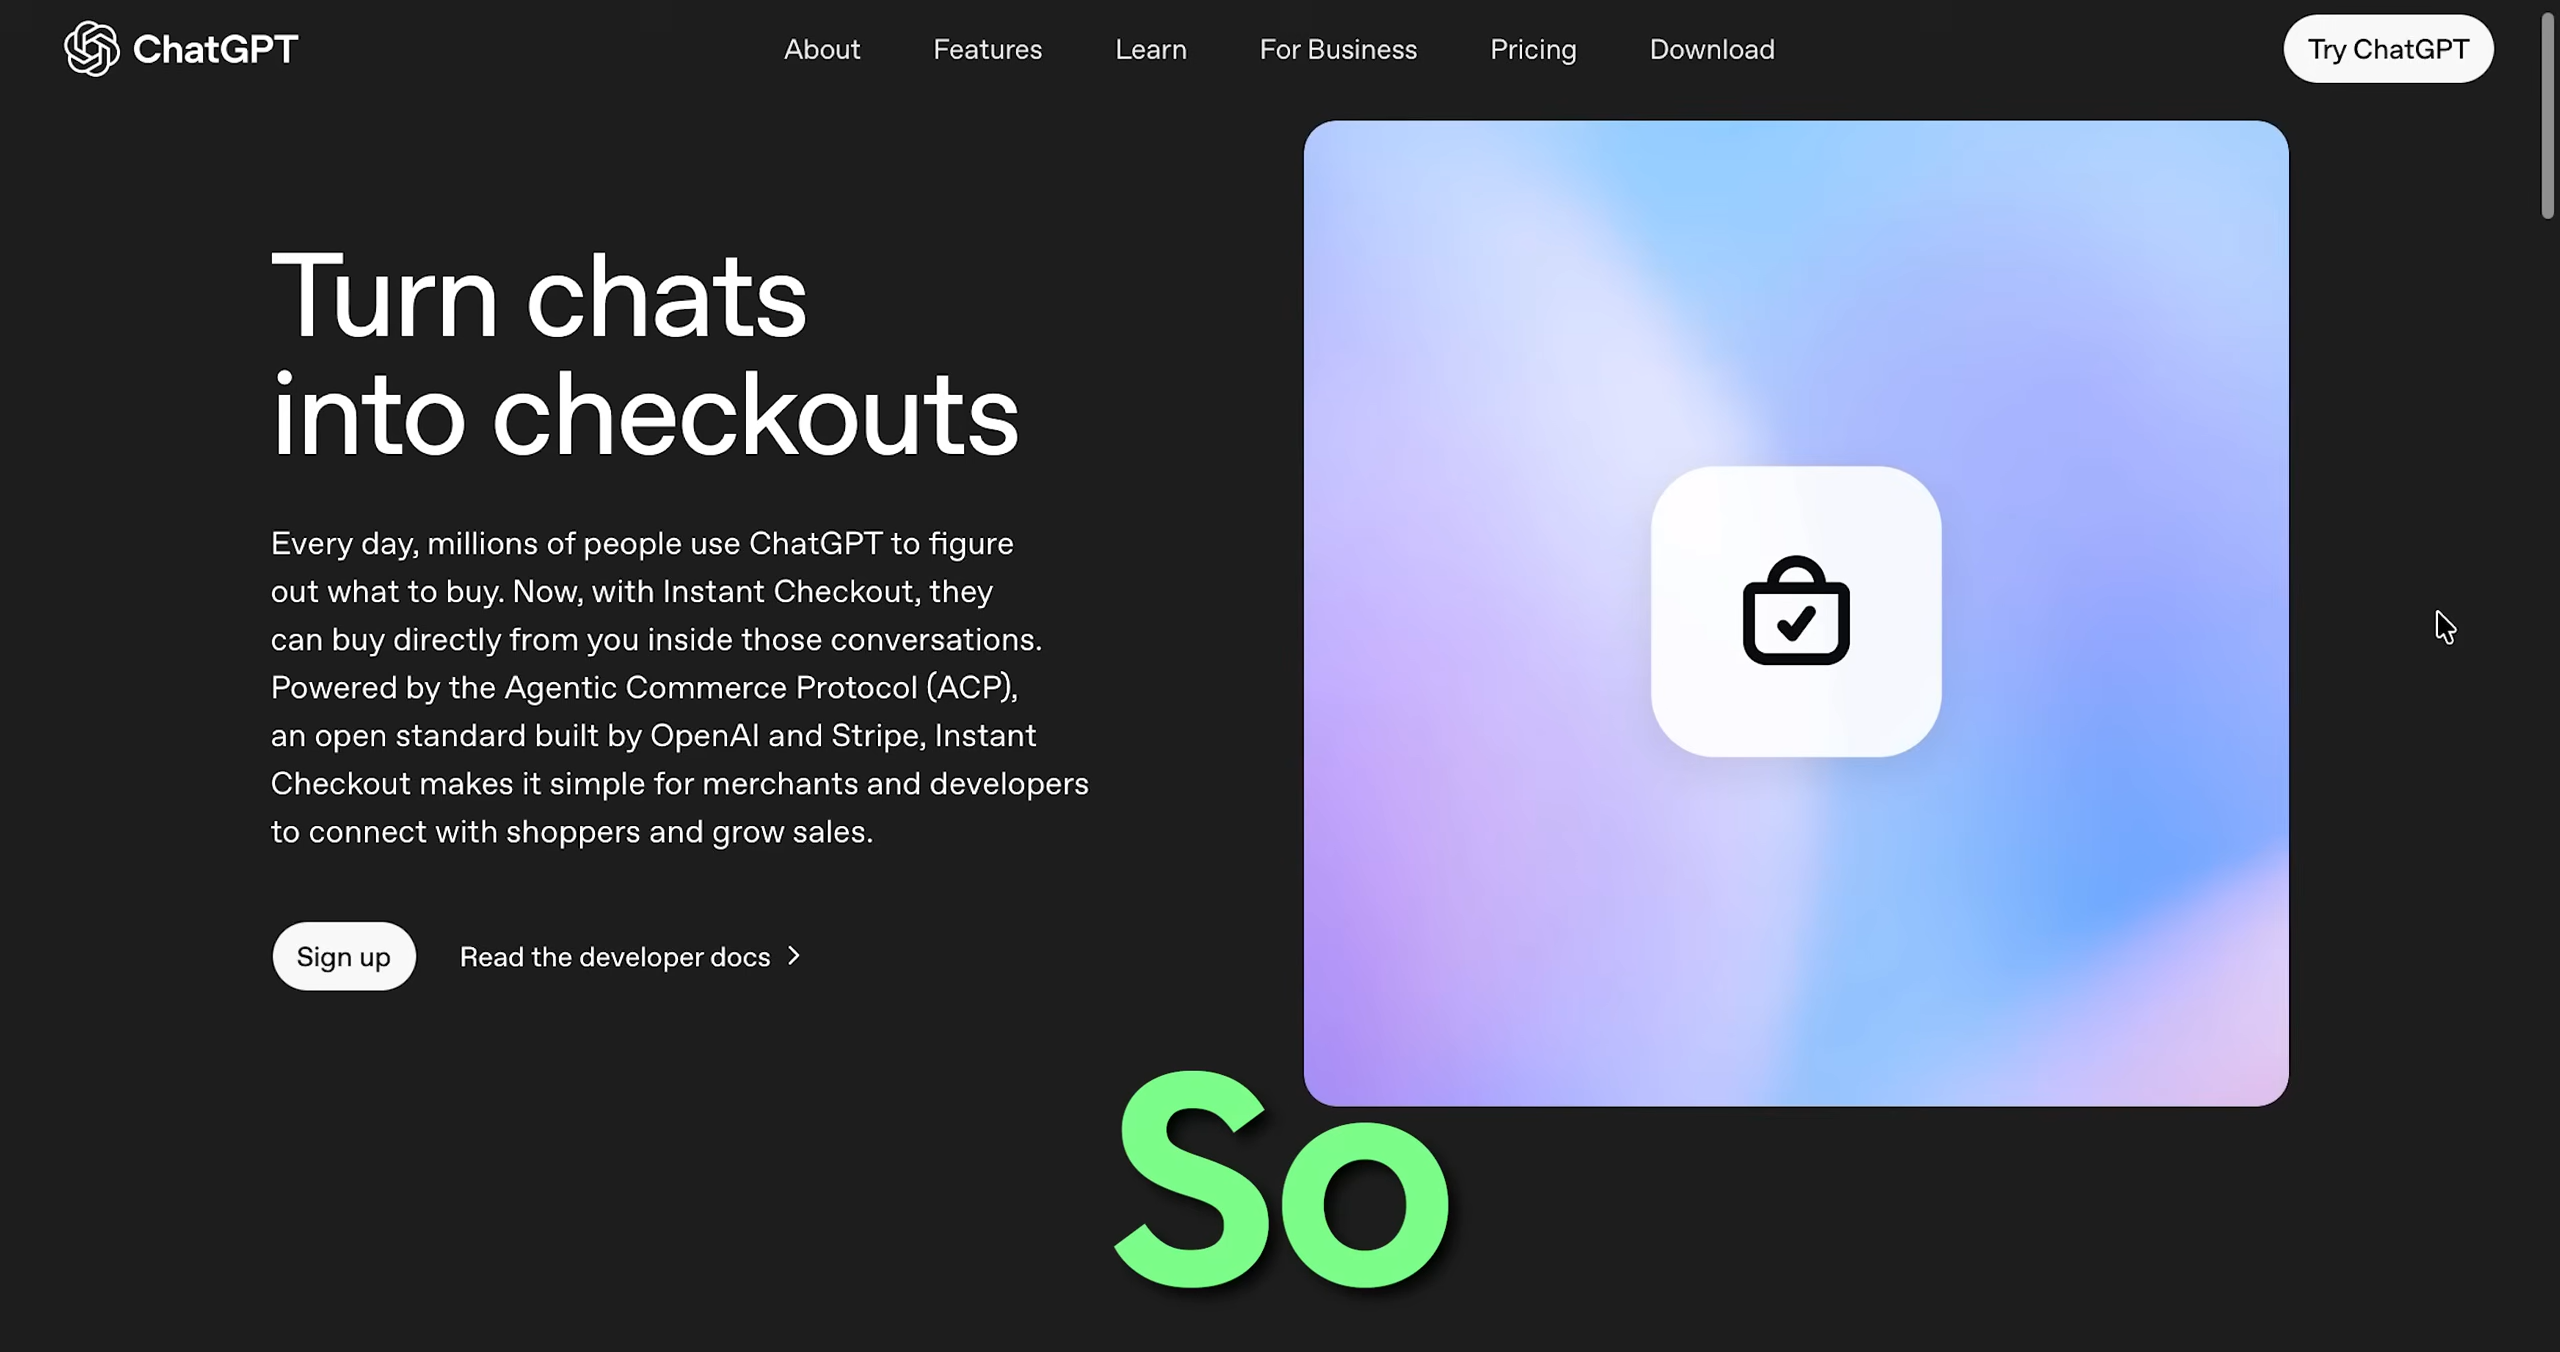 ChatGPT
About
Features
Learn
For Business
Pricing
Download
Try ChatGPT
Turn chats
into checkouts
Every day, millions of people use ChatGPT to figure
out what to buy. Now, with Instant Checkout, they
can buy directly from you inside those conversations.
Powered by the Agentic Commerce Protocol (ACP),
an open standard built by OpenAI and Stripe, Instant
Checkout makes it simple for merchants and developers
to connect with shoppers and grow sales.
Sign up
Read the developer docs
So